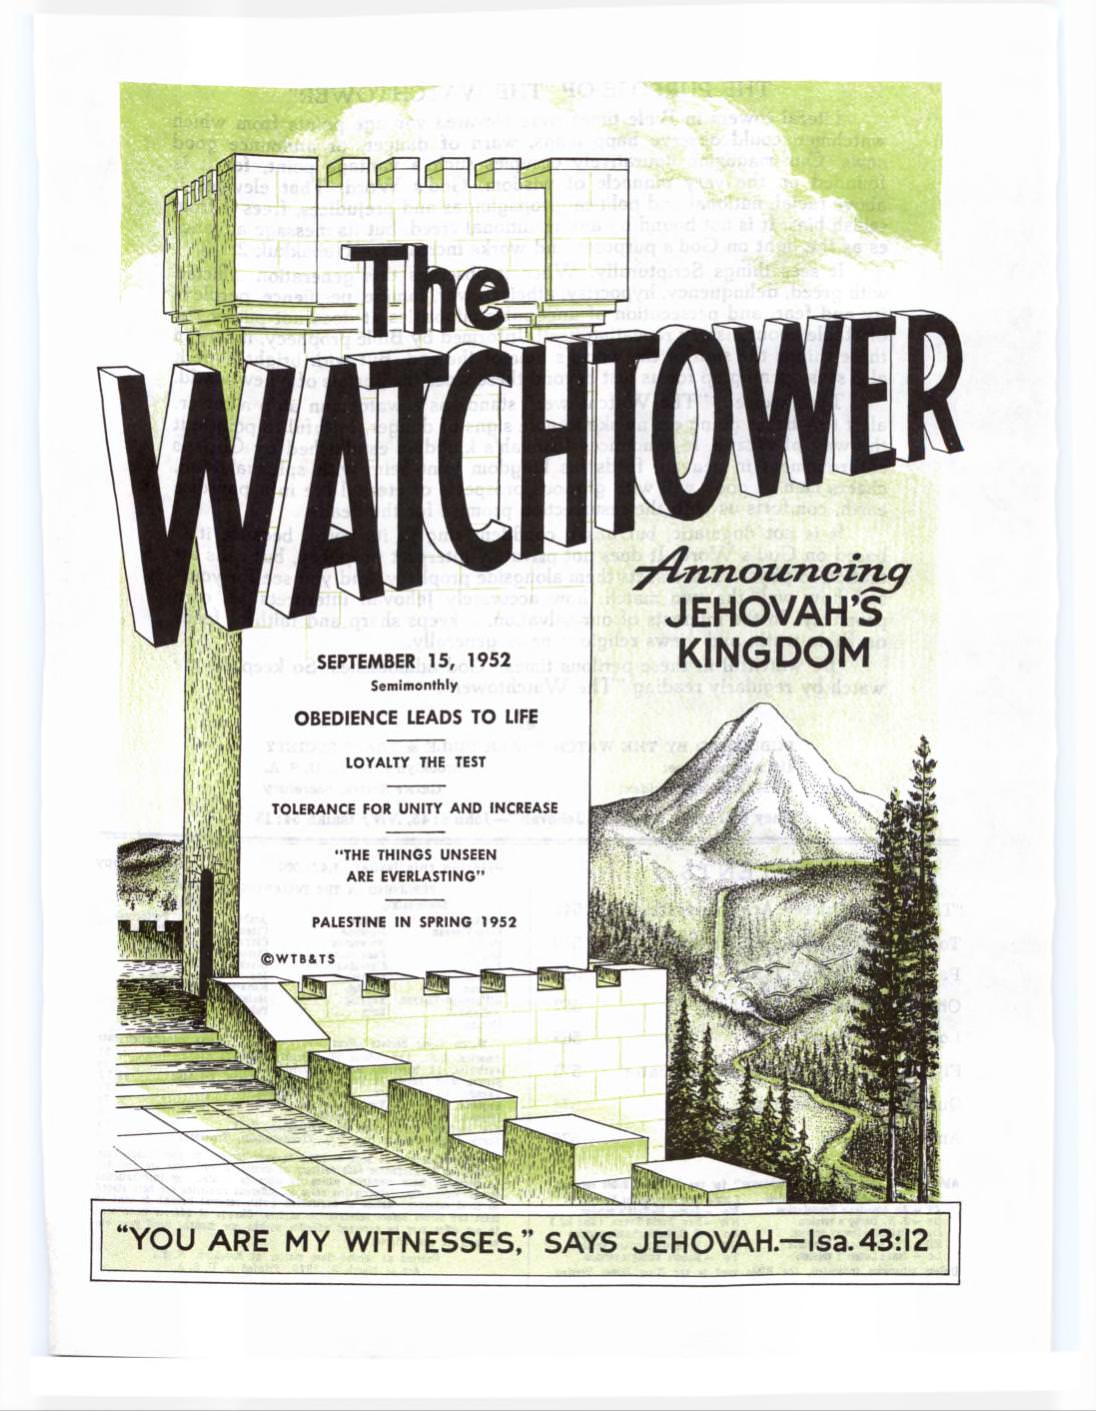 The
WATCHTOWER
Announcing
JEHOVAH'S
KINGDOM
SEPTEMBER 15, 1952
Semimonthly
OBEDIENCE LEADS TO LIFE
LOYALTY THE TEST
TOLERANCE FOR UNITY AND INCREASE
"THE THINGS UNSEEN
ARE EVERLASTING"
PALESTINE IN SPRING 1952
©WTB&TS
"YOU ARE MY WITNESSES," SAYS JEHOVAH.—Isa. 43:12